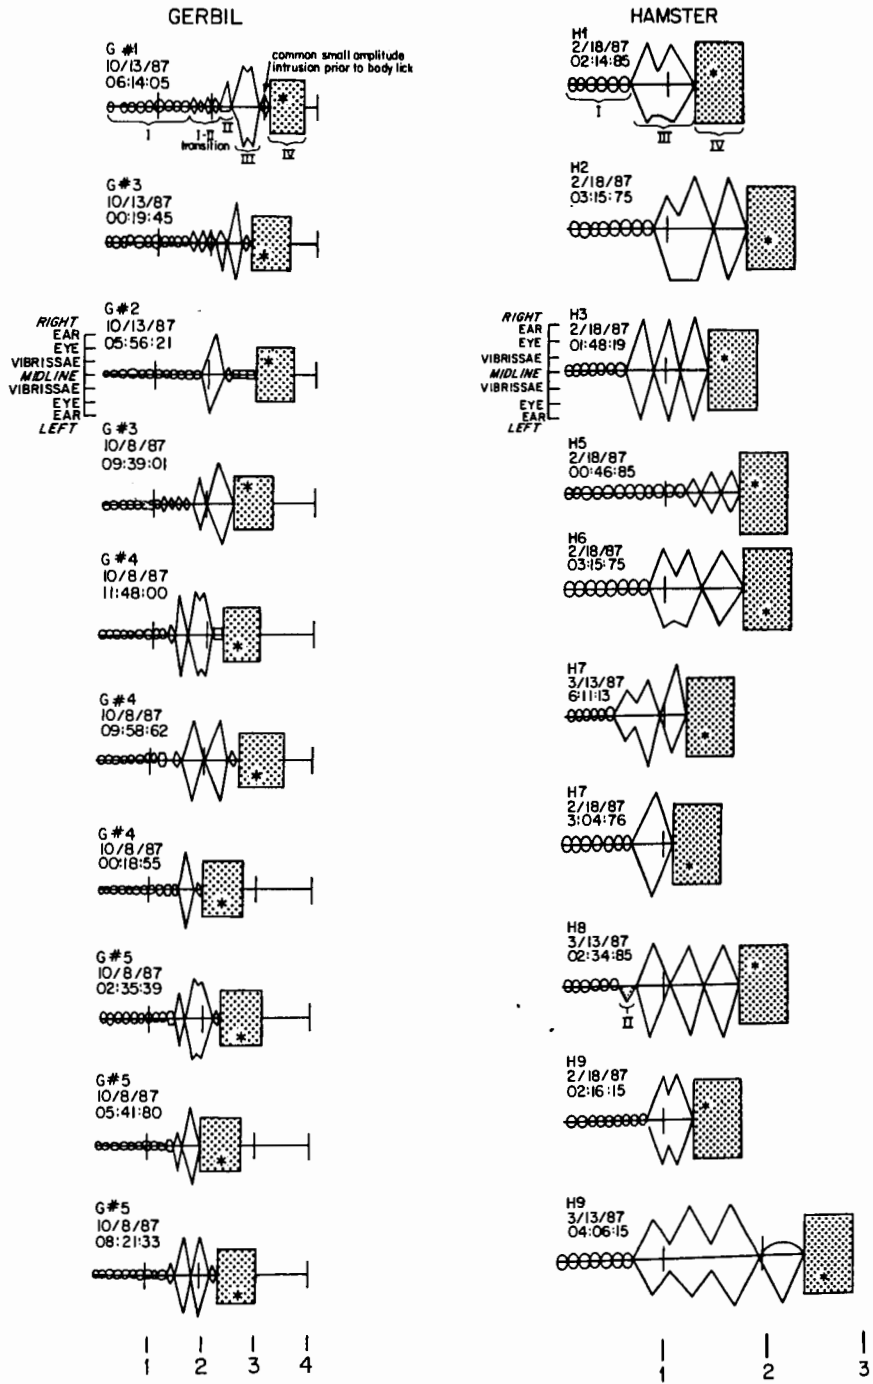 GERBIL
G #1
10/13/87
06:14:05
common small amplitude
intrusion prior to body lick
I
I-II
transition
II
III
IV
*
G #3
10/13/87
00:19:45
*
G #2
10/13/87
05:56:21
RIGHT
EAR
EYE
VIBRISSAE
MIDLINE
VIBRISSAE
EYE
EAR
LEFT
*
G #3
10/8/87
09:39:01
*
G #4
10/8/87
11:48:00
*
G #4
10/8/87
09:58:62
*
G #4
10/8/87
00:18:55
*
G #5
10/8/87
02:35:39
*
G #5
10/8/87
05:41:80
*
G #5
10/8/87
08:21:33
*
1 2 3 4
HAMSTER
H1
2/18/87
02:14:85
I
III
IV
*
H2
2/18/87
03:15:75
*
H3
2/18/87
01:48:19
RIGHT
EAR
EYE
VIBRISSAE
MIDLINE
VIBRISSAE
EYE
EAR
LEFT
*
H5
2/18/87
00:46:85
*
H6
2/18/87
03:15:75
*
H7
3/13/87
6:11:13
*
H7
2/18/87
3:04:76
*
H8
3/13/87
02:34:85
II
*
H9
2/18/87
02:16:15
*
H9
3/13/87
04:06:15
*
1 2 3